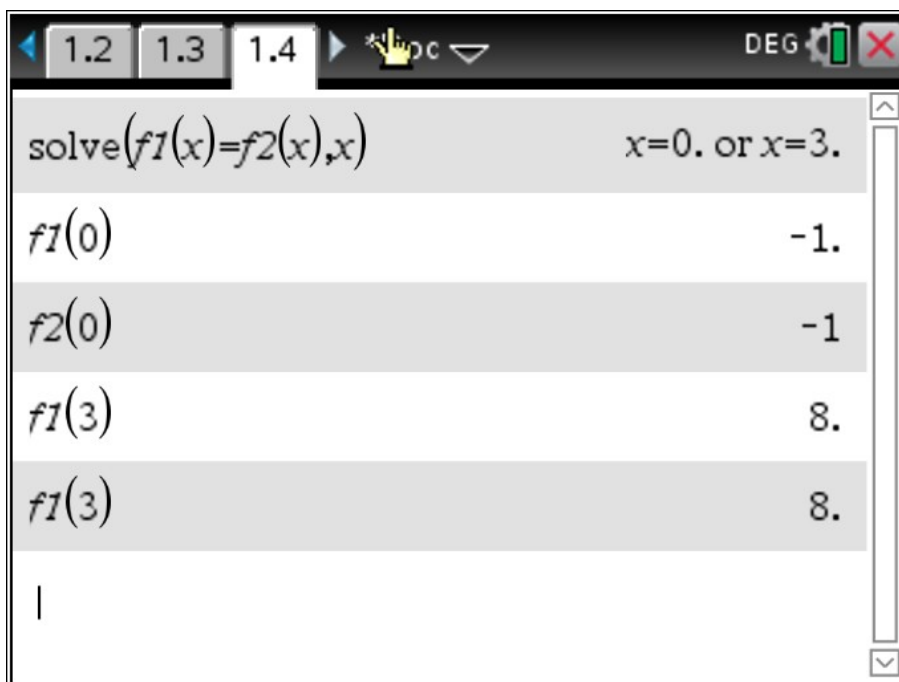 1.2 1.3 1.4 DEG
solve(f1(x)=f2(x),x) x=0. or x=3.
f1(0) -1.
f2(0) -1
f1(3) 8.
f1(3) 8.